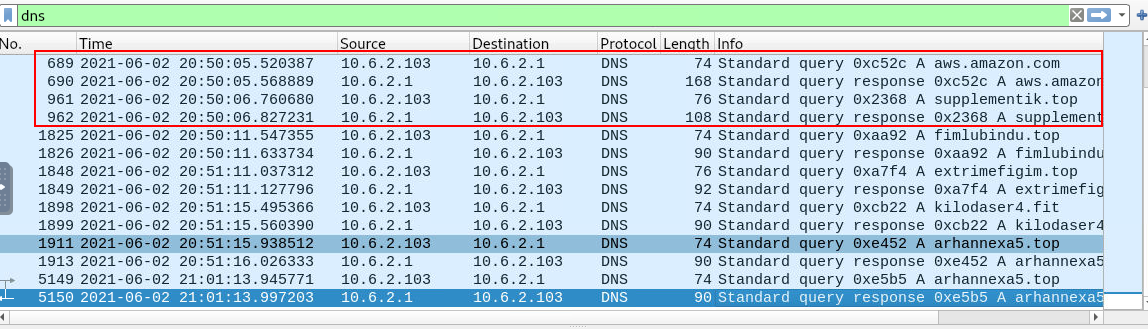 dns
No. Time Source Destination Protocol Length Info
689 2021-06-02 20:50:05.520387 10.6.2.103 10.6.2.1 DNS 74 Standard query 0xc52c A aws.amazon.com
690 2021-06-02 20:50:05.568889 10.6.2.1 10.6.2.103 DNS 168 Standard query response 0xc52c A aws.amazon
961 2021-06-02 20:50:06.760680 10.6.2.103 10.6.2.1 DNS 76 Standard query 0x2368 A supplementik.top
962 2021-06-02 20:50:06.827231 10.6.2.1 10.6.2.103 DNS 108 Standard query response 0x2368 A supplement
1825 2021-06-02 20:50:11.547355 10.6.2.103 10.6.2.1 DNS 74 Standard query 0xaa92 A fimlubindu.top
1826 2021-06-02 20:50:11.633734 10.6.2.1 10.6.2.103 DNS 90 Standard query response 0xaa92 A fimlubindu
1848 2021-06-02 20:51:11.037312 10.6.2.103 10.6.2.1 DNS 76 Standard query 0xa7f4 A extrimefigim.top
1849 2021-06-02 20:51:11.127796 10.6.2.1 10.6.2.103 DNS 92 Standard query response 0xa7f4 A extrimefig
1898 2021-06-02 20:51:15.495366 10.6.2.103 10.6.2.1 DNS 74 Standard query 0xcb22 A kilodaser4.fit
1899 2021-06-02 20:51:15.560390 10.6.2.1 10.6.2.103 DNS 90 Standard query response 0xcb22 A kilodaser4
1911 2021-06-02 20:51:15.938512 10.6.2.103 10.6.2.1 DNS 74 Standard query 0xe452 A arhannexa5.top
1913 2021-06-02 20:51:16.026333 10.6.2.1 10.6.2.103 DNS 90 Standard query response 0xe452 A arhannexa5
5149 2021-06-02 21:01:13.945771 10.6.2.103 10.6.2.1 DNS 74 Standard query 0xe5b5 A arhannexa5.top
5150 2021-06-02 21:01:13.997203 10.6.2.1 10.6.2.103 DNS 90 Standard query response 0xe5b5 A arhannexa5